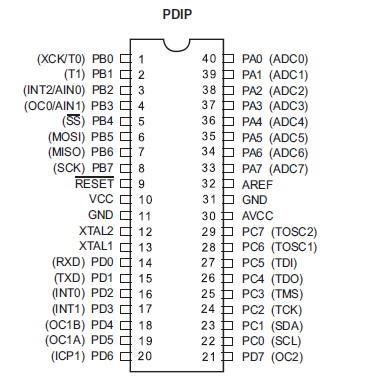 PDIP
(XCK/T0) PB0 1 40 PA0 (ADC0)
(T1) PB1 2 39 PA1 (ADC1)
(INT2/AIN0) PB2 3 38 PA2 (ADC2)
(OC0/AIN1) PB3 4 37 PA3 (ADC3)
(SS) PB4 5 36 PA4 (ADC4)
(MOSI) PB5 6 35 PA5 (ADC5)
(MISO) PB6 7 34 PA6 (ADC6)
(SCK) PB7 8 33 PA7 (ADC7)
RESET 9 32 AREF
VCC 10 31 GND
GND 11 30 AVCC
XTAL2 12 29 PC7 (TOSC2)
XTAL1 13 28 PC6 (TOSC1)
(RXD) PD0 14 27 PC5 (TDI)
(TXD) PD1 15 26 PC4 (TDO)
(INT0) PD2 16 25 PC3 (TMS)
(INT1) PD3 17 24 PC2 (TCK)
(OC1B) PD4 18 23 PC1 (SDA)
(OC1A) PD5 19 22 PC0 (SCL)
(ICP1) PD6 20 21 PD7 (OC2)